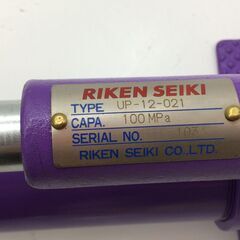 RIKEN SEIKI
TYPE UP-12-021
CAPA. 100 MPa
SERIAL NO.
RIKEN SEIKI CO.,LTD.